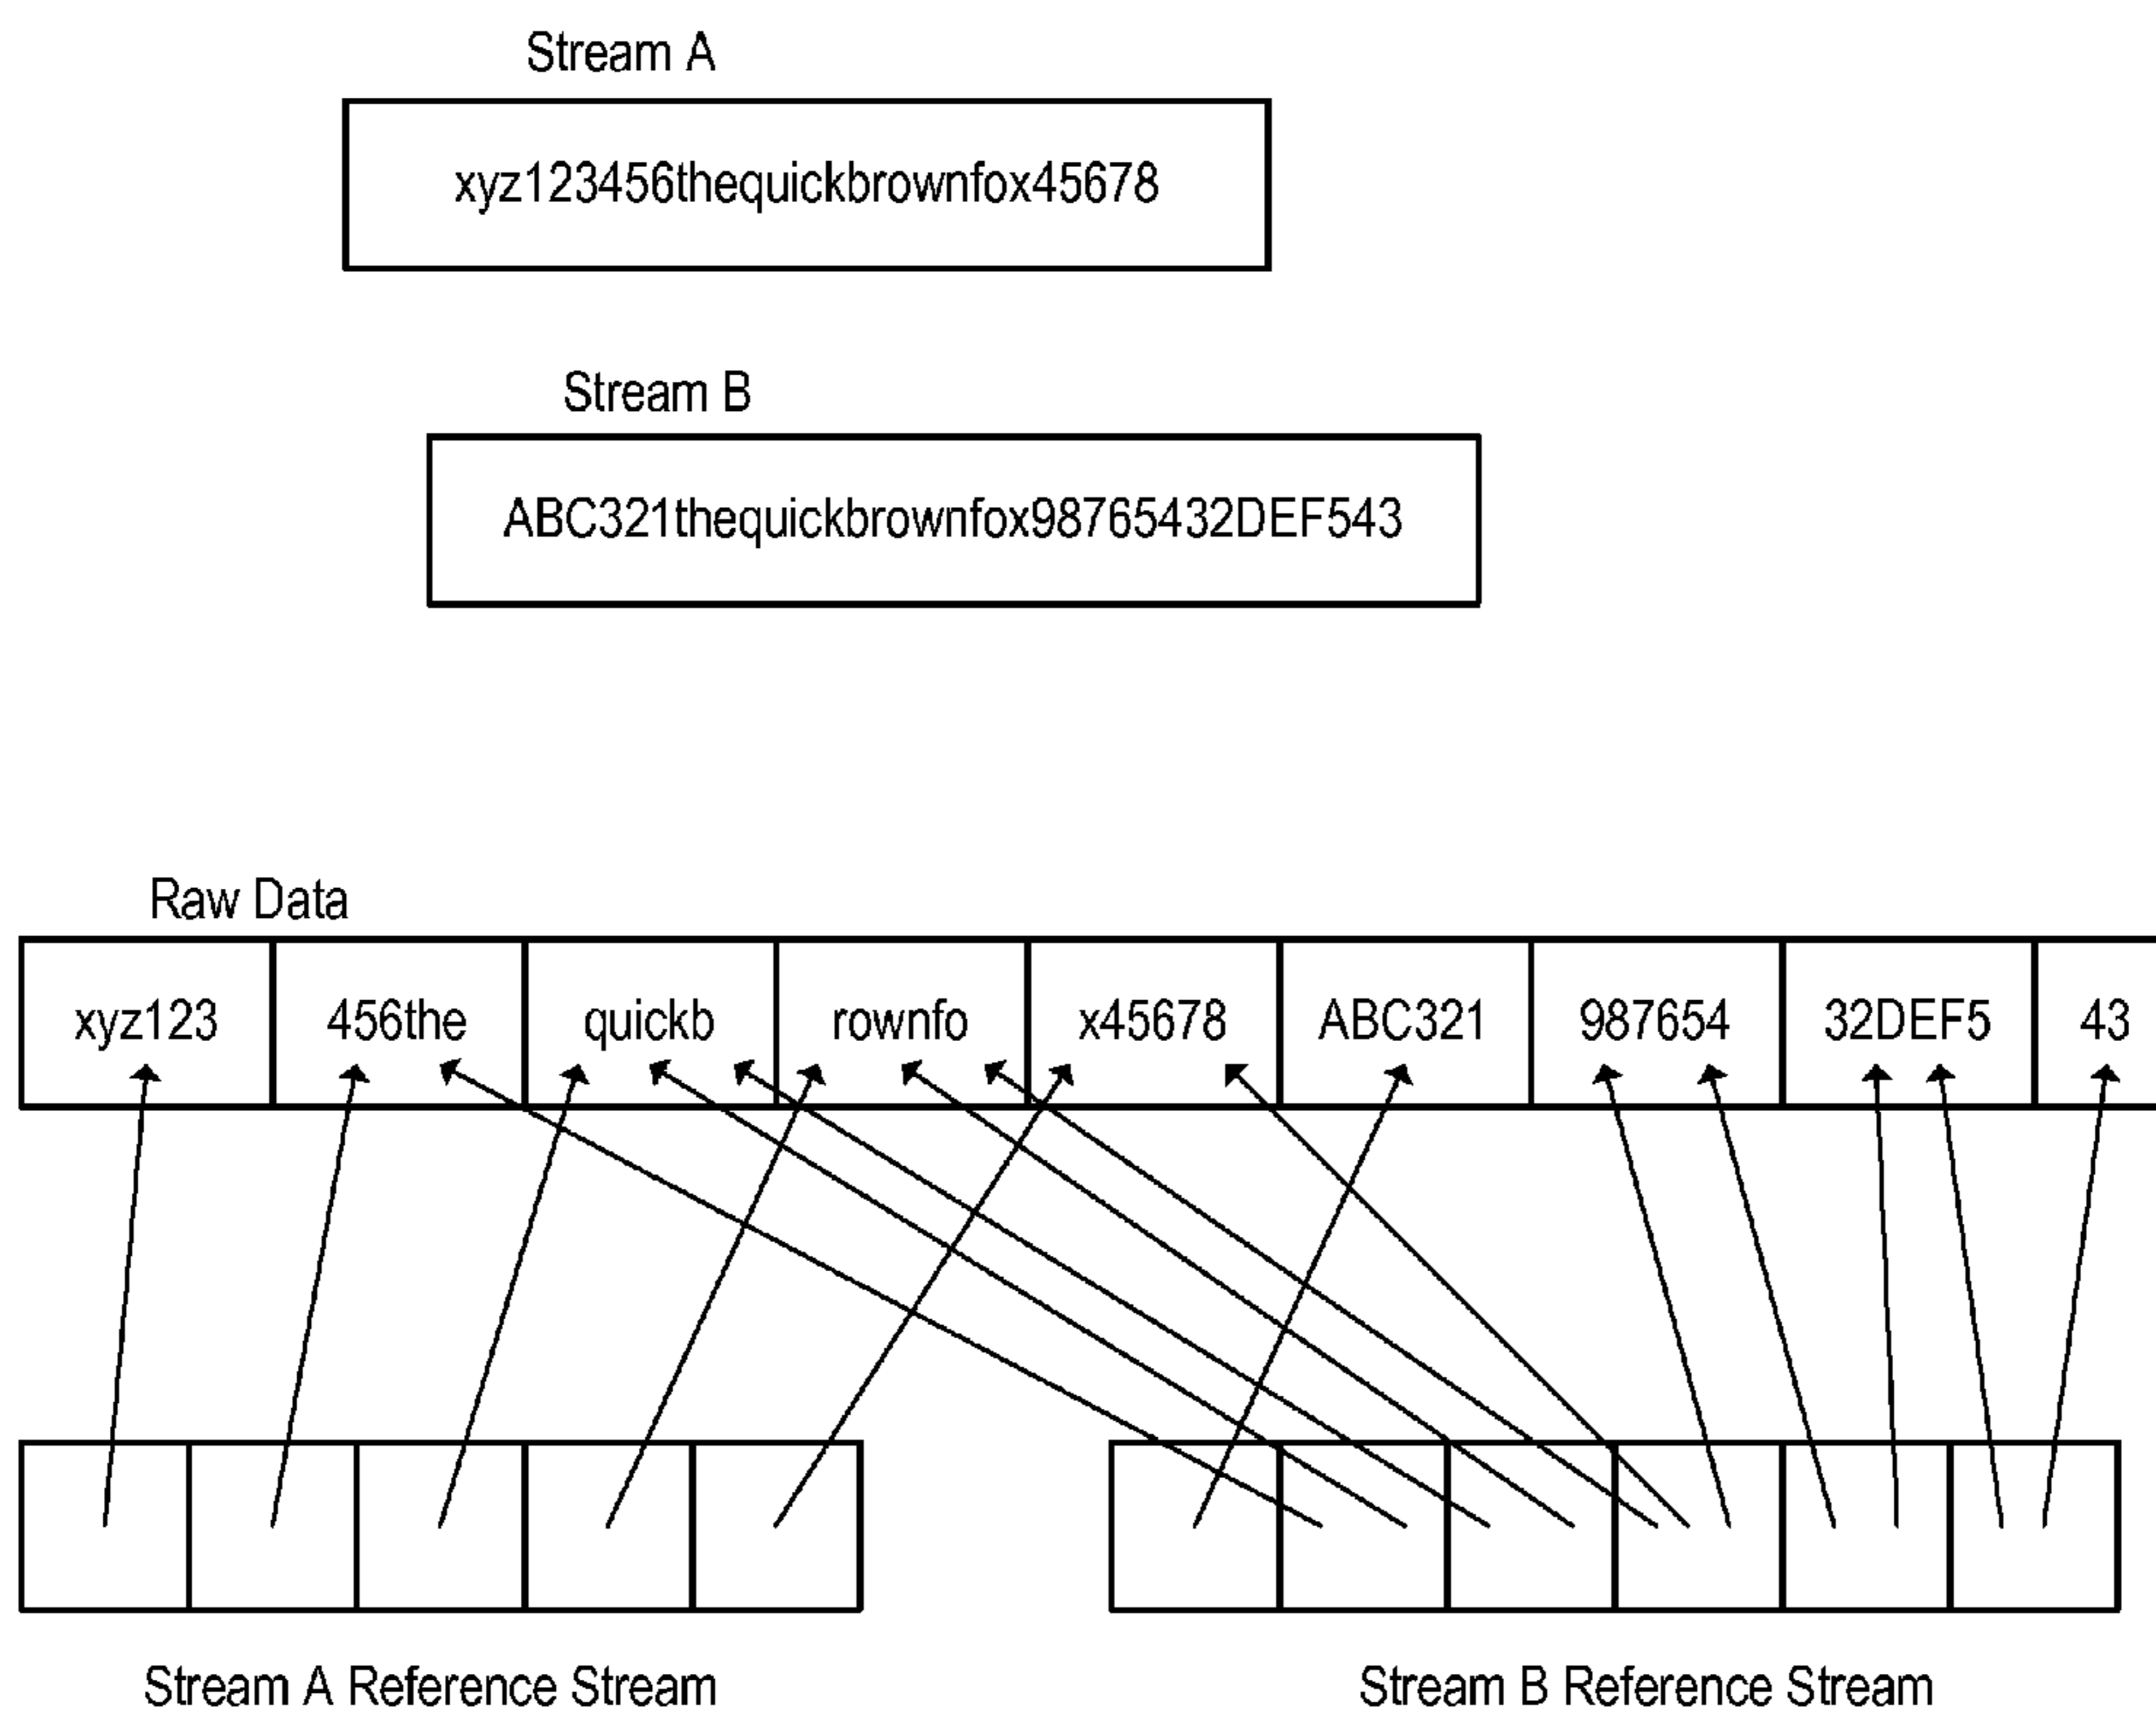 Stream A
xyz123456thequickbrownfox45678
Stream B
ABC321thequickbrownfox98765432DEF543
Raw Data
xyz123 456the quickb rownfo x45678 ABC321 987654 32DEF5 43
Stream A Reference Stream Stream B Reference Stream